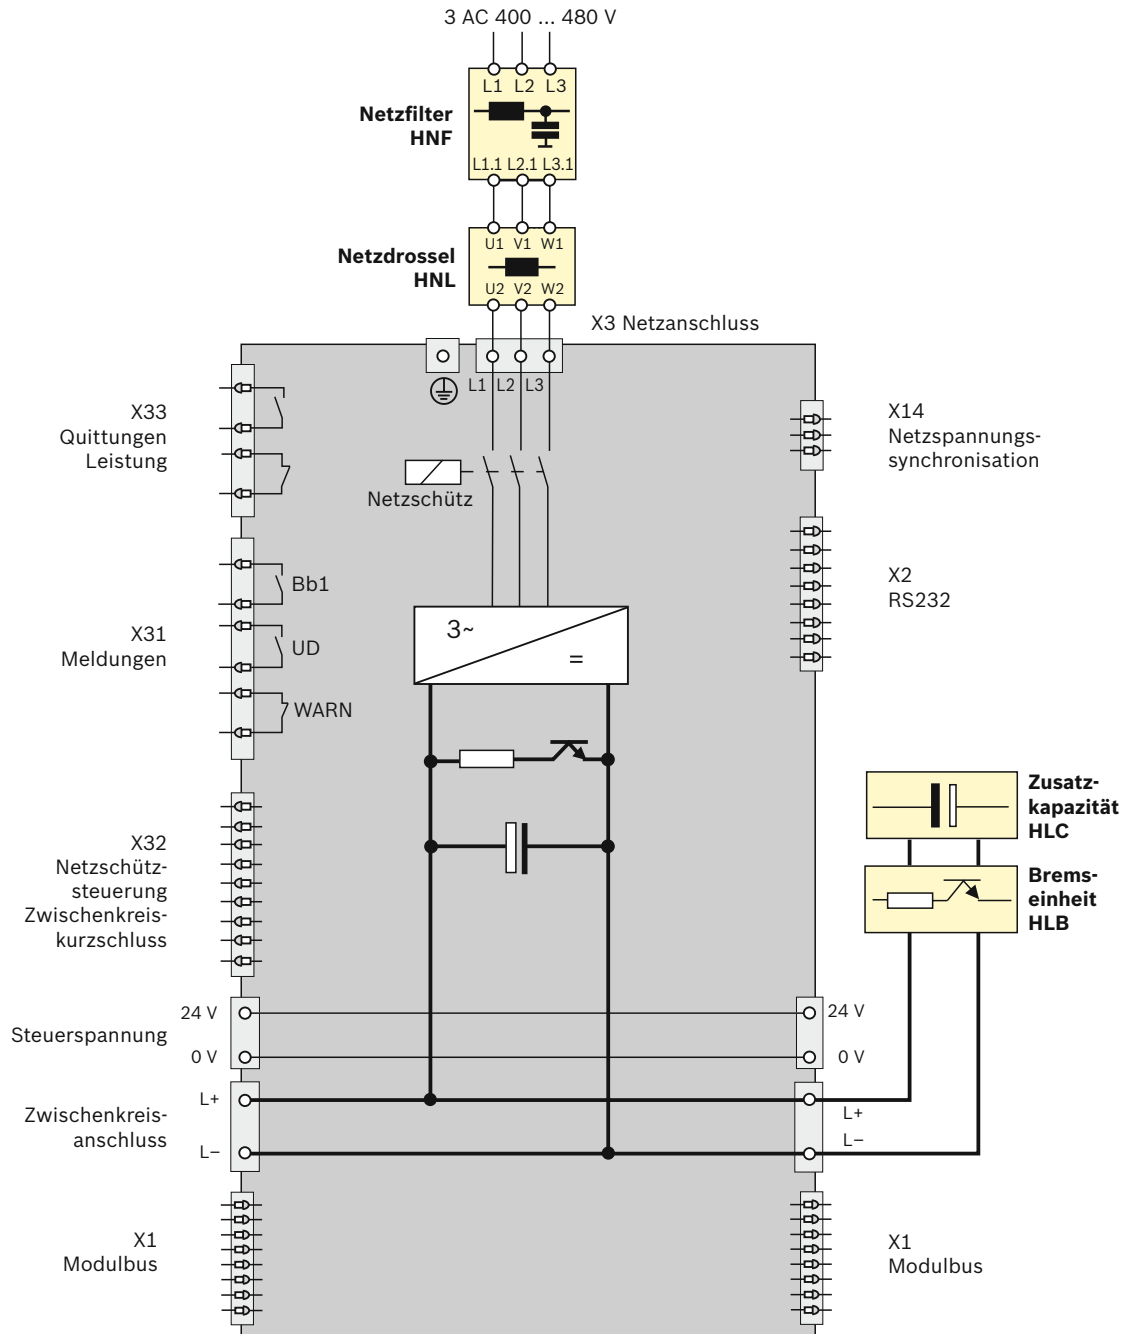 3 AC 400 ... 480 V
L1 L2 L3
Netzfilter
HNF
L1.1 L2.1 L3.1
U1 V1 W1
Netzdrossel
HNL
U2 V2 W2
X3 Netzanschluss
L1 L2 L3
X33
Quittungen
Leistung
X14
Netzspannungs-
synchronisation
Netzschütz
Bb1
X31
Meldungen
UD
WARN
X2
RS232
3~
=
Zusatz-
kapazität
HLC
Brems-
einheit
HLB
X32
Netzschütz-
steuerung
Zwischenkreis-
kurzschluss
24 V
Steuerspannung
0 V
24 V
0 V
L+
Zwischenkreis-
anschluss
L–
L+
L–
X1
Modulbus
X1
Modulbus